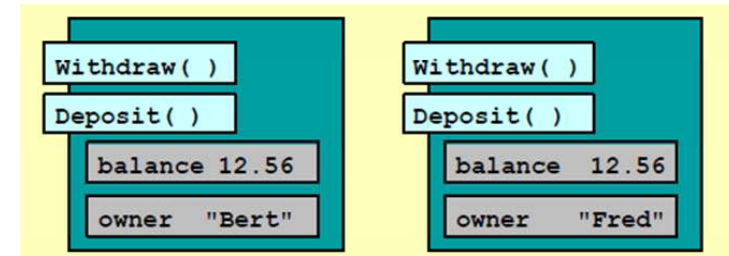 Withdraw( )
Deposit( )
balance 12.56
owner "Bert"
Withdraw( )
Deposit( )
balance 12.56
owner "Fred"